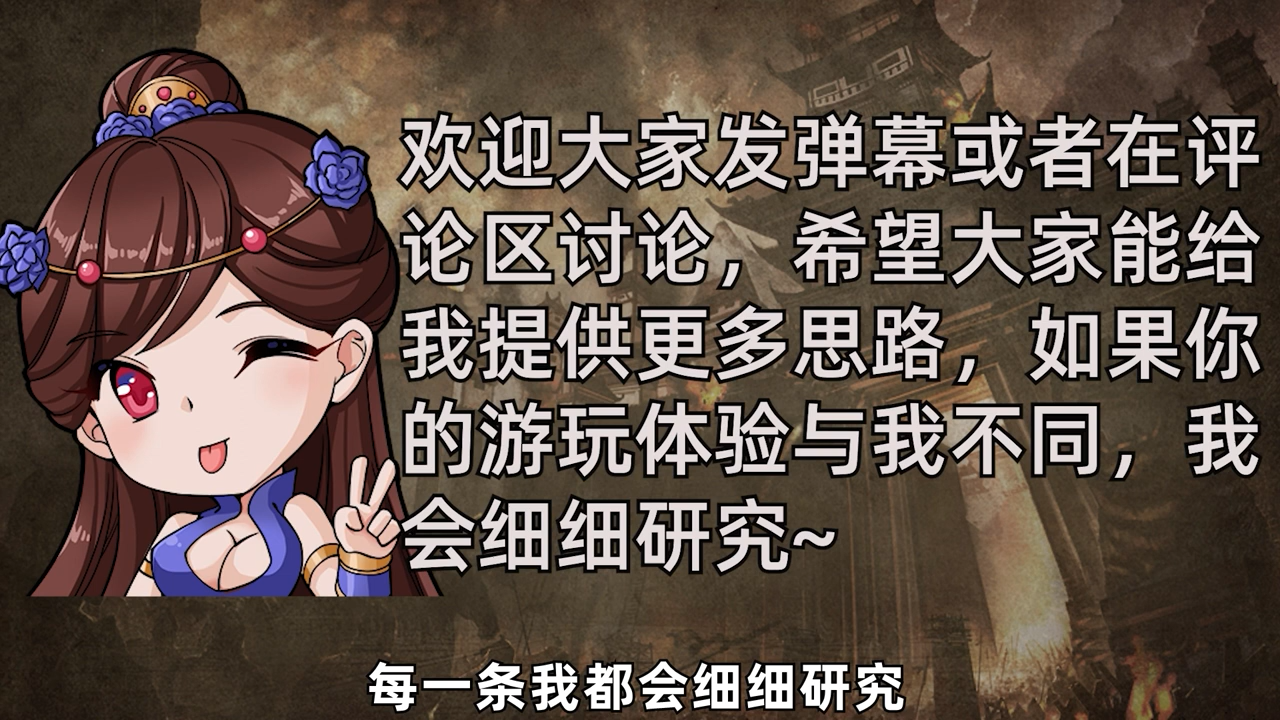 欢迎大家发弹幕或者在评
论区讨论，希望大家能给
我提供更多思路，如果你
的游玩体验与我不同，我
会细细研究~
每一条我都会细细研究